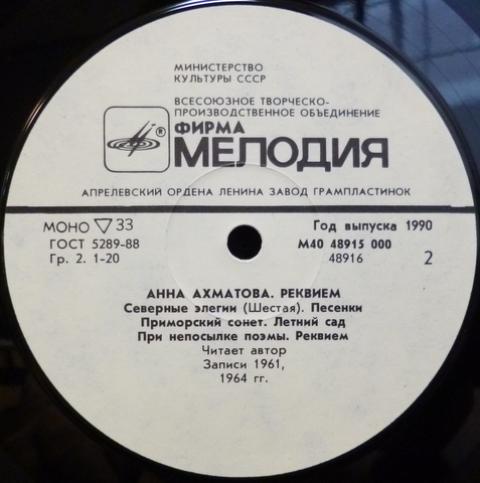 МИНИСТЕРСТВО
КУЛЬТУРЫ СССР
ВСЕСОЮЗНОЕ ТВОРЧЕСКО-
ПРОИЗВОДСТВЕННОЕ ОБЪЕДИНЕНИЕ
®
ФИРМА
МЕЛОДИЯ
АПРЕЛЕВСКИЙ ОРДЕНА ЛЕНИНА ЗАВОД ГРАМПЛАСТИНОК
МОНО ▽ 33
ГОСТ 5289-88
Гр. 2. 1-20
Год выпуска 1990
М40 48915 000
48916
2
АННА АХМАТОВА. РЕКВИЕМ
Северные элегии (Шестая). Песенки
Приморский сонет. Летний сад
При непосылке поэмы. Реквием
Читает автор
Записи 1961,
1964 гг.